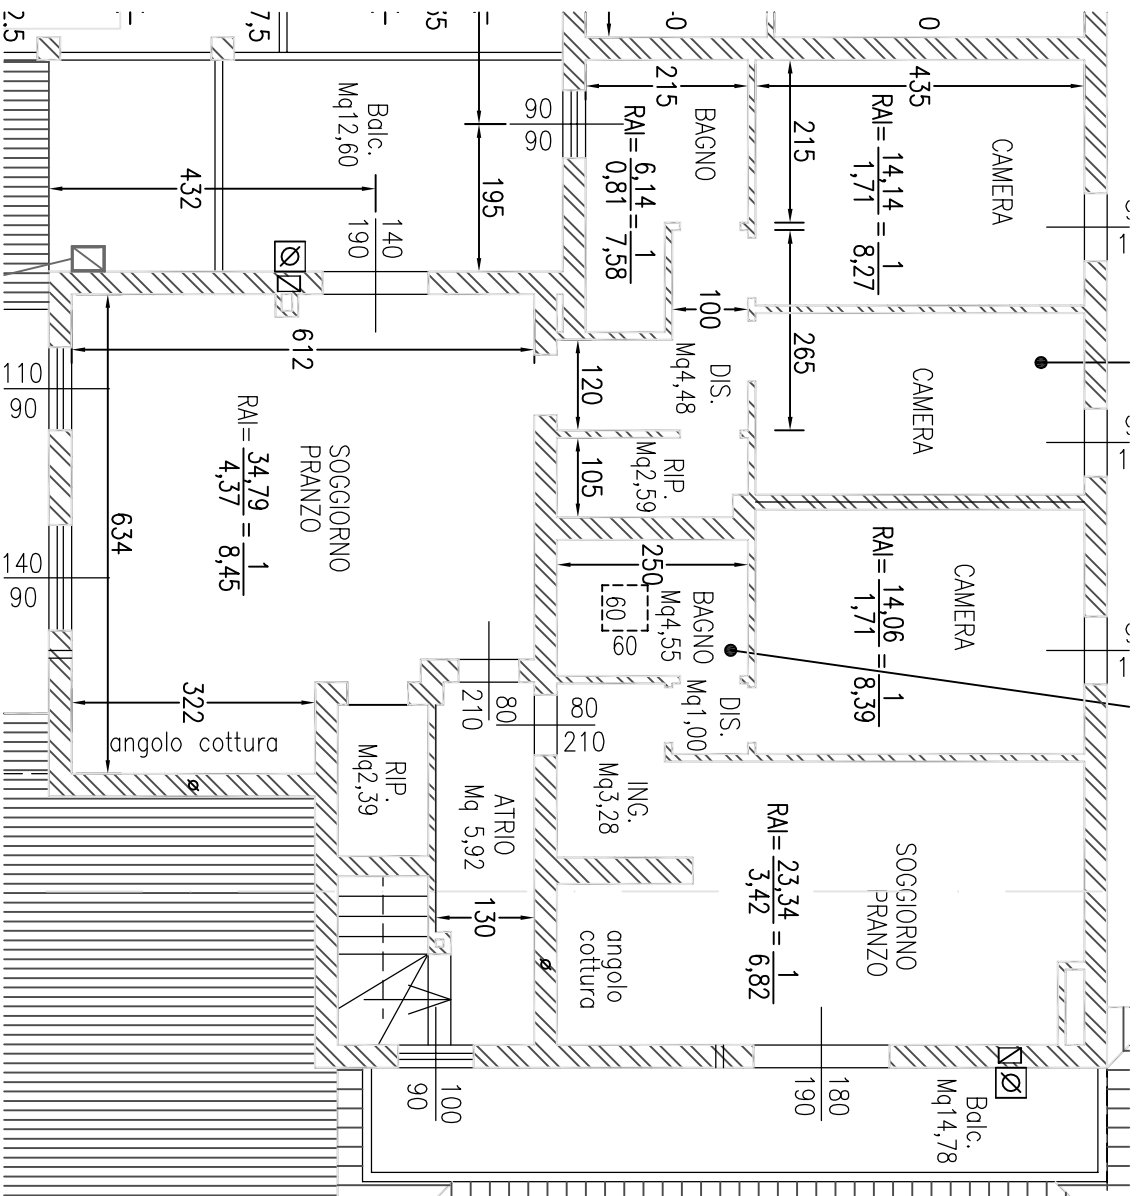 7,5
90
90
Balc.
Mq12,60
432
195
140
190
215
BAGNO
RAI= 6,14 = 1
0,81 7,58
435
215
CAMERA
RAI= 14,14 = 1
1,71 8,27
100
265
612
120
DIS.
Mq4,48
CAMERA
110
90
RAI= 34,79 = 1
4,37 8,45
SOGGIORNO
PRANZO
105
RIP.
Mq2,59
634
140
90
250
BAGNO
Mq4,55
60
60
CAMERA
RAI= 14,06 = 1
1,71 8,39
322
angolo cottura
80
210
80
210
DIS.
Mq1,00
RIP.
Mq2,39
ATRIO
Mq 5,92
ING.
Mq3,28
SOGGIORNO
PRANZO
RAI= 23,34 = 1
3,42 6,82
130
angolo
cottura
100
90
180
190
Balc.
Mq14,78